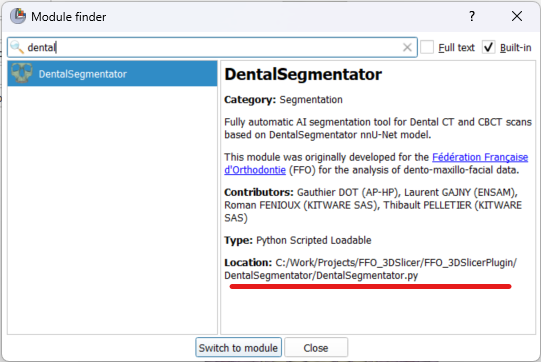 Module finder
dental
Full text
Built-in
DentalSegmentator
DentalSegmentator
Category: Segmentation
Fully automatic AI segmentation tool for Dental CT and CBCT scans
based on DentalSegmentator nnU-Net model.
This module was originally developed for the Fédération Française
d'Orthodontie (FFO) for the analysis of dento-maxillo-facial data.
Contributors: Gauthier DOT (AP-HP), Laurent GAJNY (ENSAM),
Roman FENIOUX (KITWARE SAS), Thibault PELLETIER (KITWARE
SAS)
Type: Python Scripted Loadable
Location: C:/Work/Projects/FFO_3DSlicer/FFO_3DSlicerPlugin/
DentalSegmentator/DentalSegmentator.py
Switch to module
Close